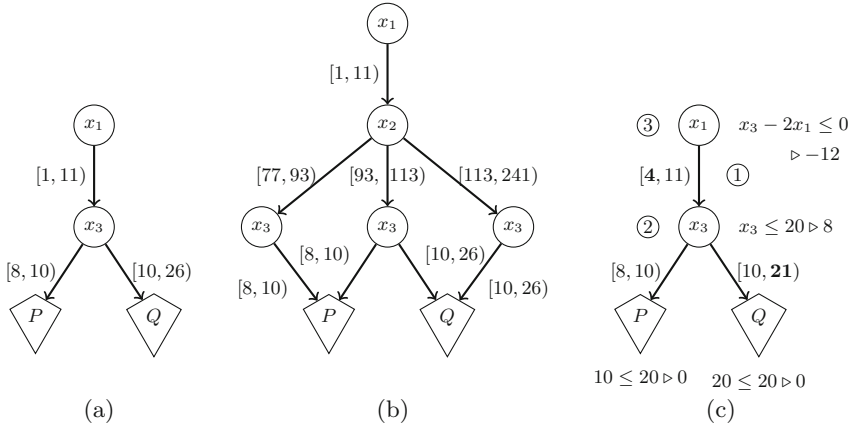 x₁
[1, 11)
x₃
[8, 10)
[10, 26)
P
Q
(a)
x₁
[1, 11)
x₂
[77, 93)
[93, 113)
[113, 241)
x₃
x₃
x₃
[8, 10)
[8, 10)
[10, 26)
[10, 26)
P
Q
(b)
③
x₁
x₃ − 2x₁ ≤ 0
▷ −12
[4, 11)
①
②
x₃
x₃ ≤ 20 ▷ 8
[8, 10)
[10, 21)
P
Q
10 ≤ 20 ▷ 0
20 ≤ 20 ▷ 0
(c)